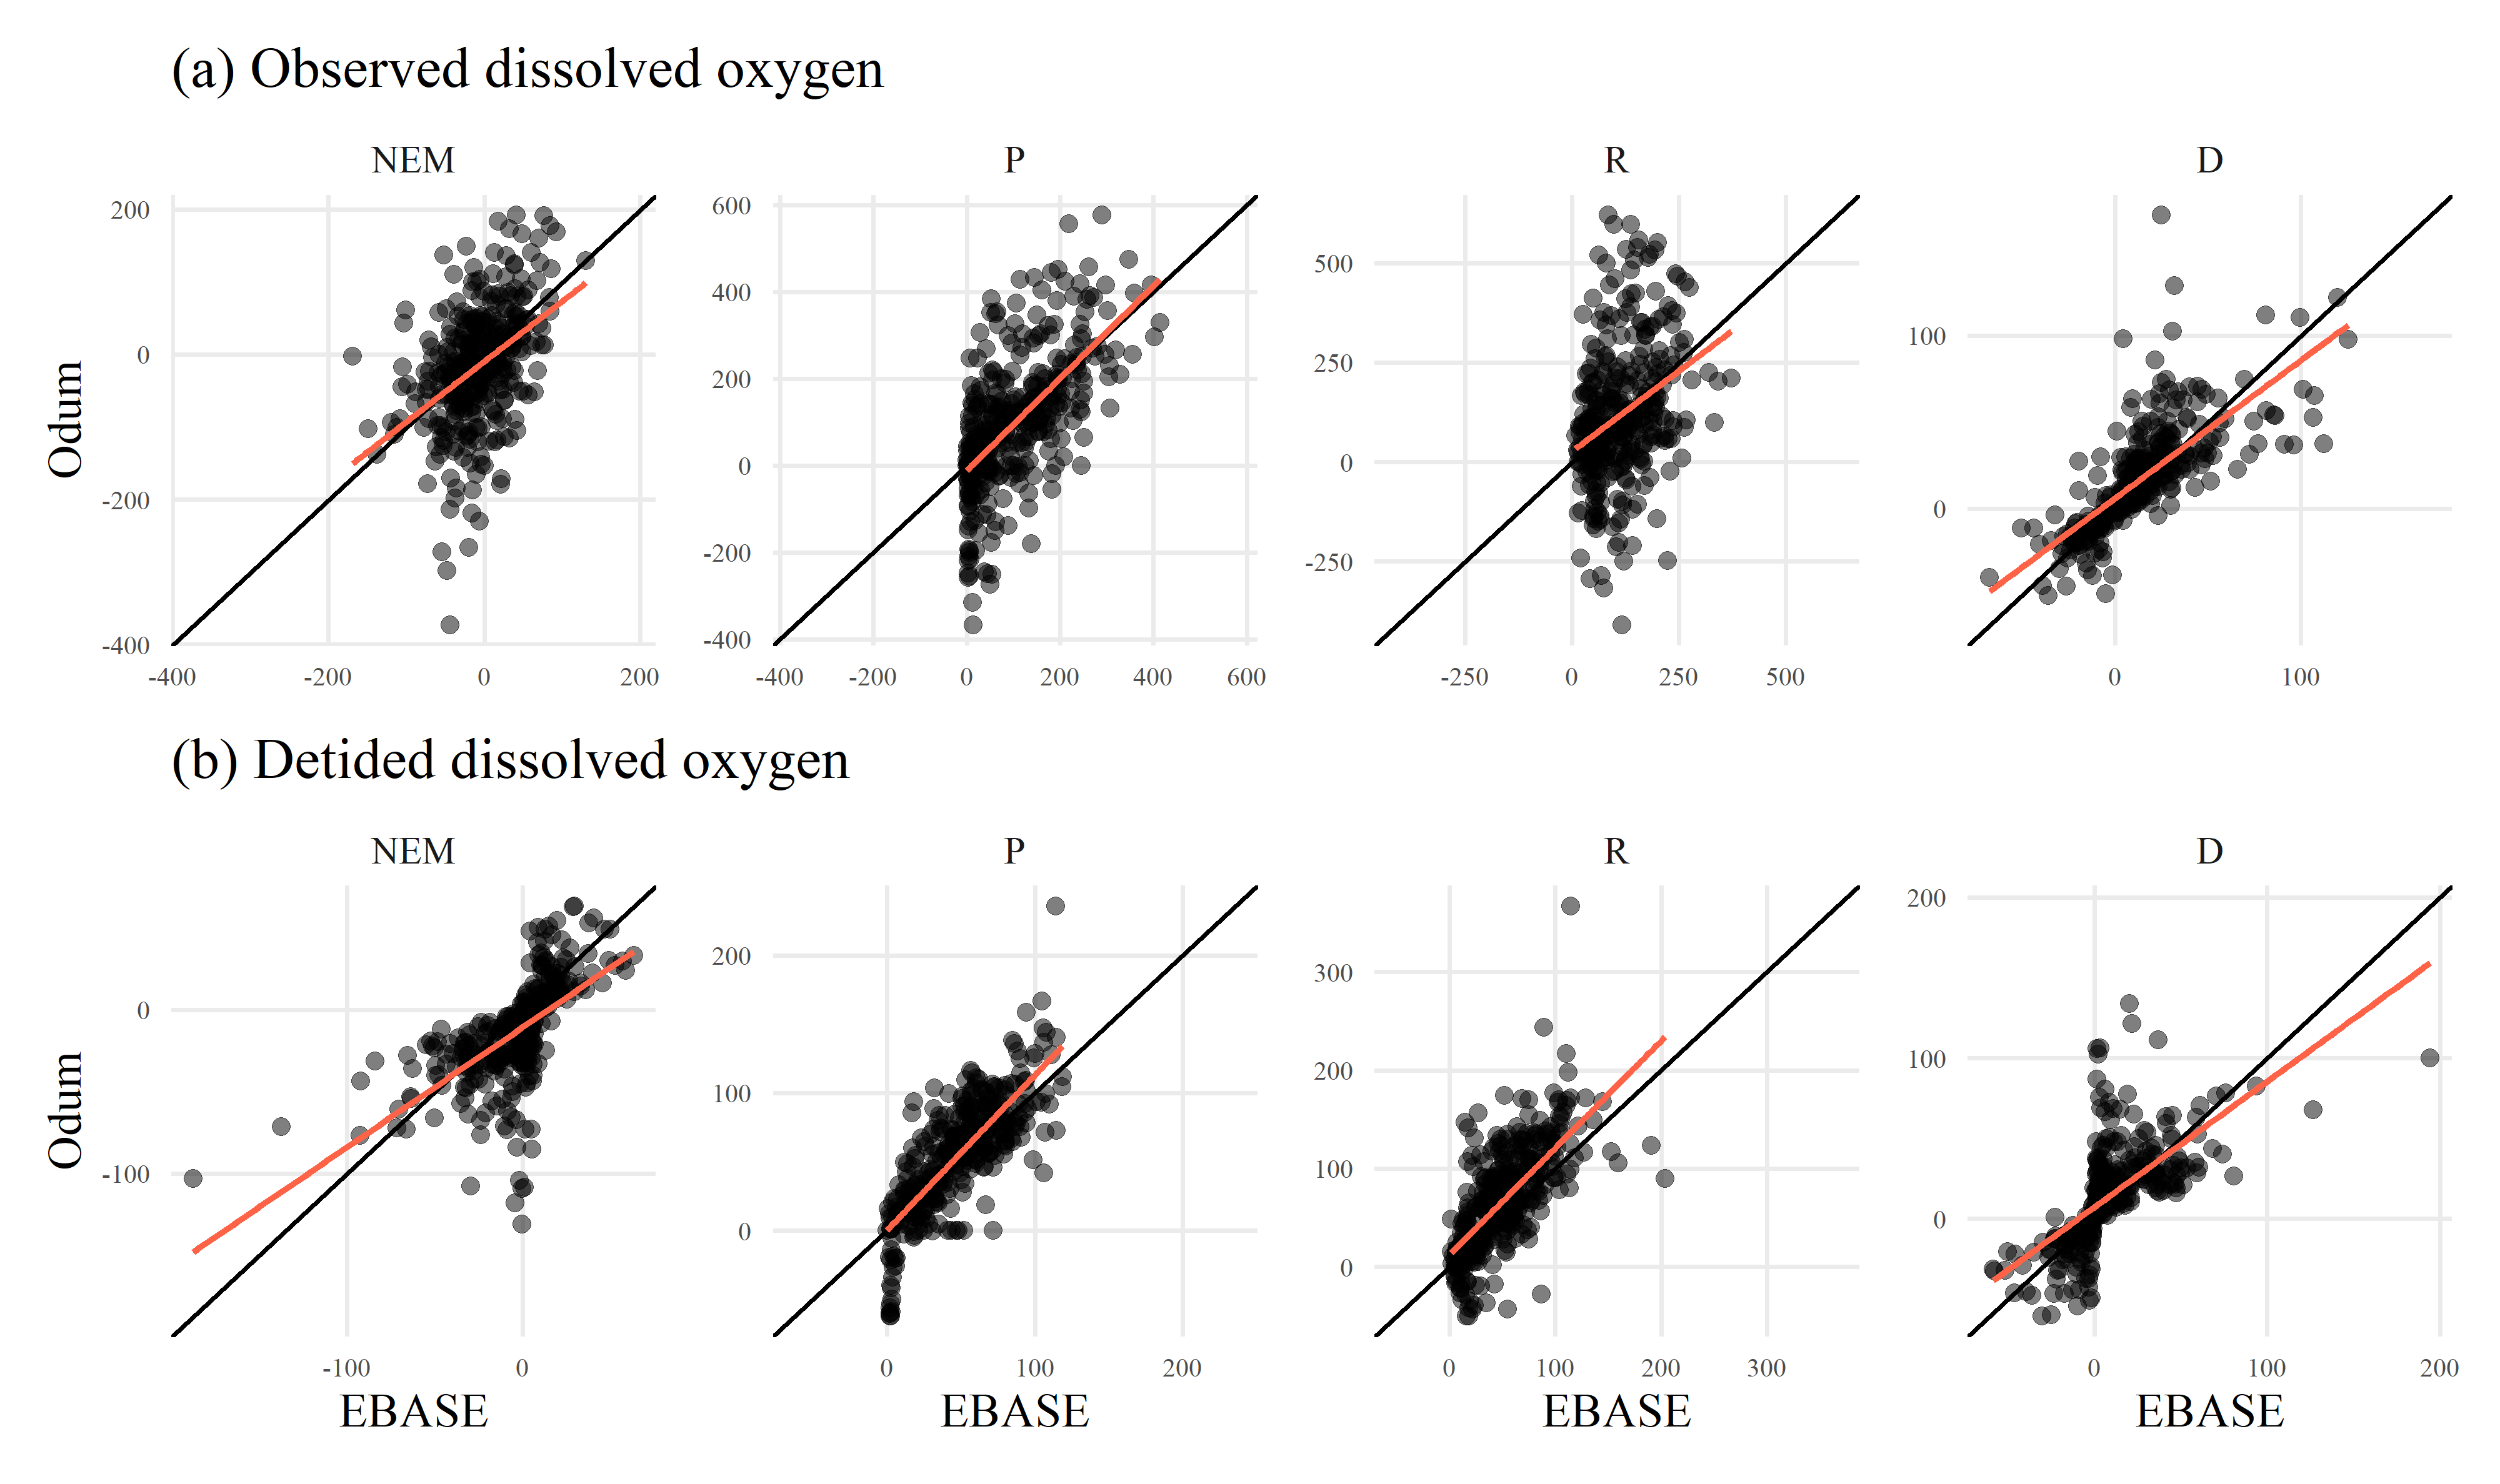 (a) Observed dissolved oxygen
NEM P R D
Odum
200
0
-200
-400
-400 -200 0 200
600
400
200
0
-200
-400
-400 -200 0 200 400 600
500
250
0
-250
-250 0 250 500
100
0
0 100
(b) Detided dissolved oxygen
NEM P R D
Odum
0
-100
-100 0
200
100
0
0 100 200
300
200
100
0
0 100 200 300
200
100
0
0 100 200
EBASE EBASE EBASE EBASE